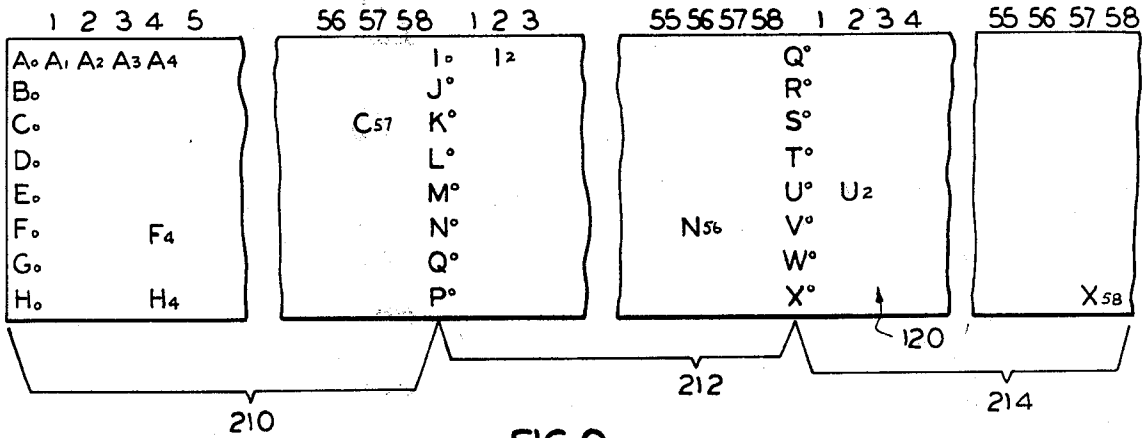 1 2 3 4 5 56 57 58 1 2 3 55 56 57 58 1 2 3 4 55 56 57 58
A₀ A₁ A₂ A₃ A₄ I₀ I₂ Q°
B₀ J° R°
C₀ C₅₇ K° S°
D₀ L° T°
E₀ M° U° U₂
F₀ F₄ N° N₅₆ V°
G₀ Q° W°
H₀ H₄ P° X° X₅₈
120
210 212 214